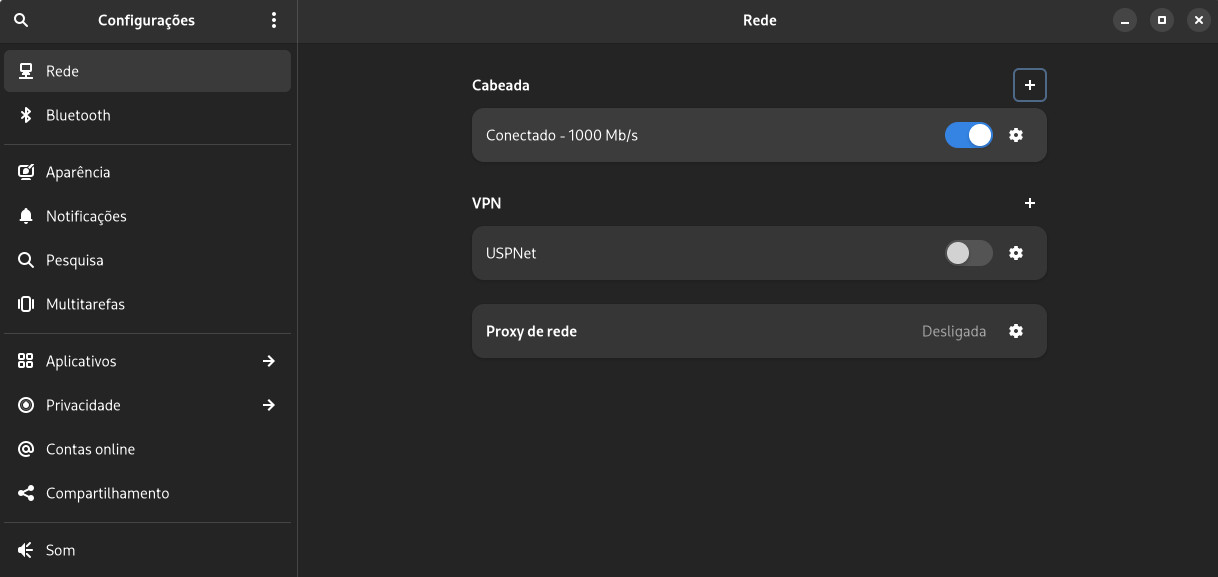 Configurações
Rede
Rede
Bluetooth
Aparência
Notificações
Pesquisa
Multitarefas
Aplicativos
Privacidade
Contas online
Compartilhamento
Som
Cabeada
Conectado - 1000 Mb/s
VPN
USPNet
Proxy de rede Desligada